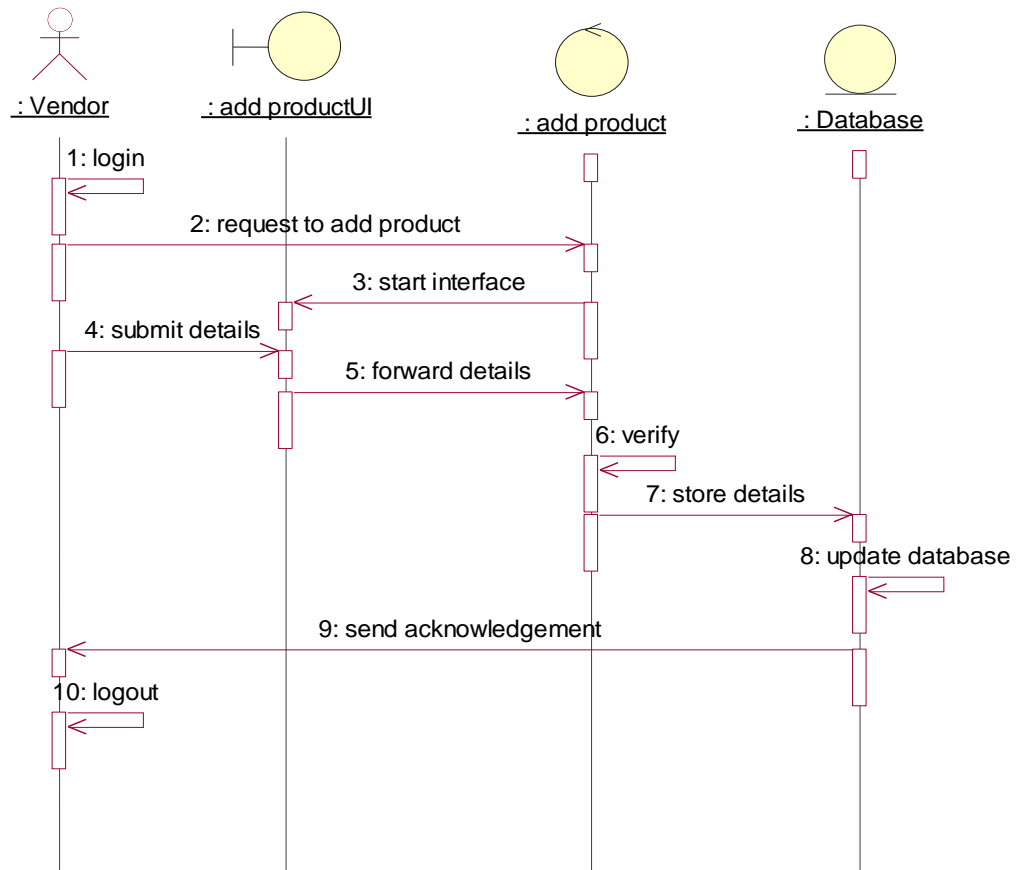 : Vendor
: add productUI
: add product
: Database
1: login
2: request to add product
3: start interface
4: submit details
5: forward details
6: verify
7: store details
8: update database
9: send acknowledgement
10: logout